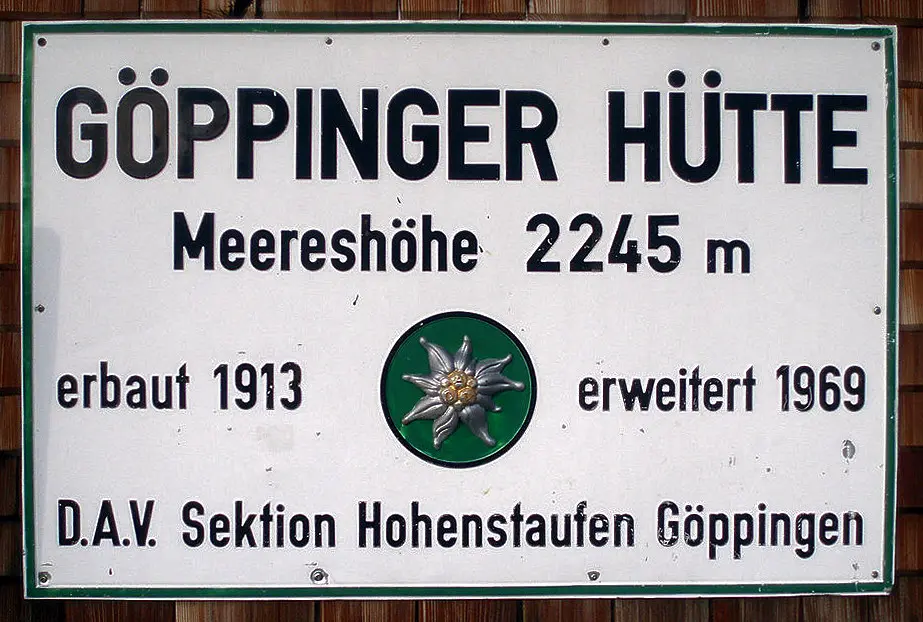 GÖPPINGER HÜTTE
Meereshöhe 2245 m
erbaut 1913 erweitert 1969
D.A.V. Sektion Hohenstaufen Göppingen